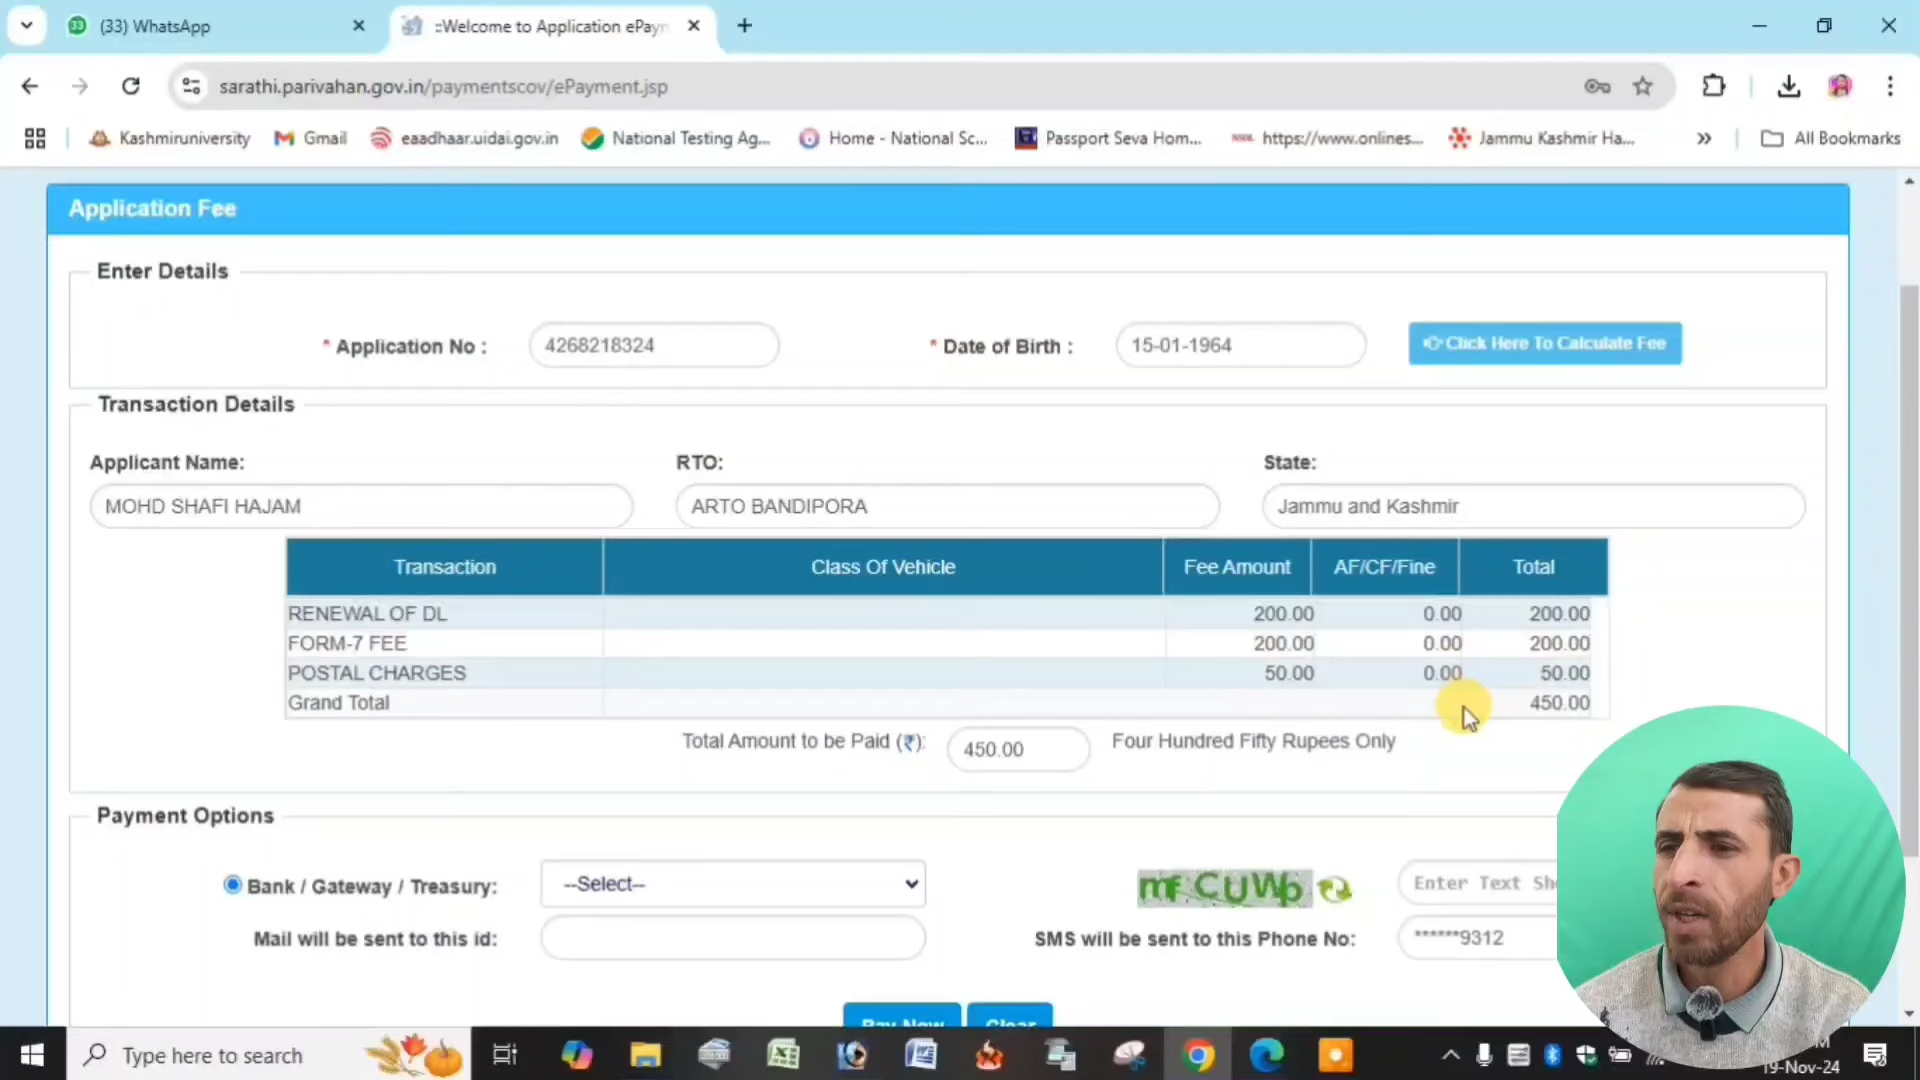 (33) WhatsApp
::Welcome to Application ePaym
sarathi.parivahan.gov.in/paymentscov/ePayment.jsp
Kashmiruniversity
Gmail
eaadhaar.uidai.gov.in
National Testing Ag...
Home - National Sc...
Passport Seva Hom...
https://www.onlines...
Jammu Kashmir Ha...
»
All Bookmarks
Application Fee
Enter Details
* Application No : 4268218324 * Date of Birth : 15-01-1964 Click Here To Calculate Fee
Transaction Details
Applicant Name: RTO: State:
MOHD SHAFI HAJAM ARTO BANDIPORA Jammu and Kashmir
Transaction Class Of Vehicle Fee Amount AF/CF/Fine Total
RENEWAL OF DL 200.00 0.00 200.00
FORM-7 FEE 200.00 0.00 200.00
POSTAL CHARGES 50.00 0.00 50.00
Grand Total 450.00
Total Amount to be Paid (₹): 450.00 Four Hundred Fifty Rupees Only
Payment Options
Bank / Gateway / Treasury: --Select-- mfCUWb Enter Text
Mail will be sent to this id: SMS will be sent to this Phone No: ******9312
Pay Now Clear
Type here to search
19-Nov-24